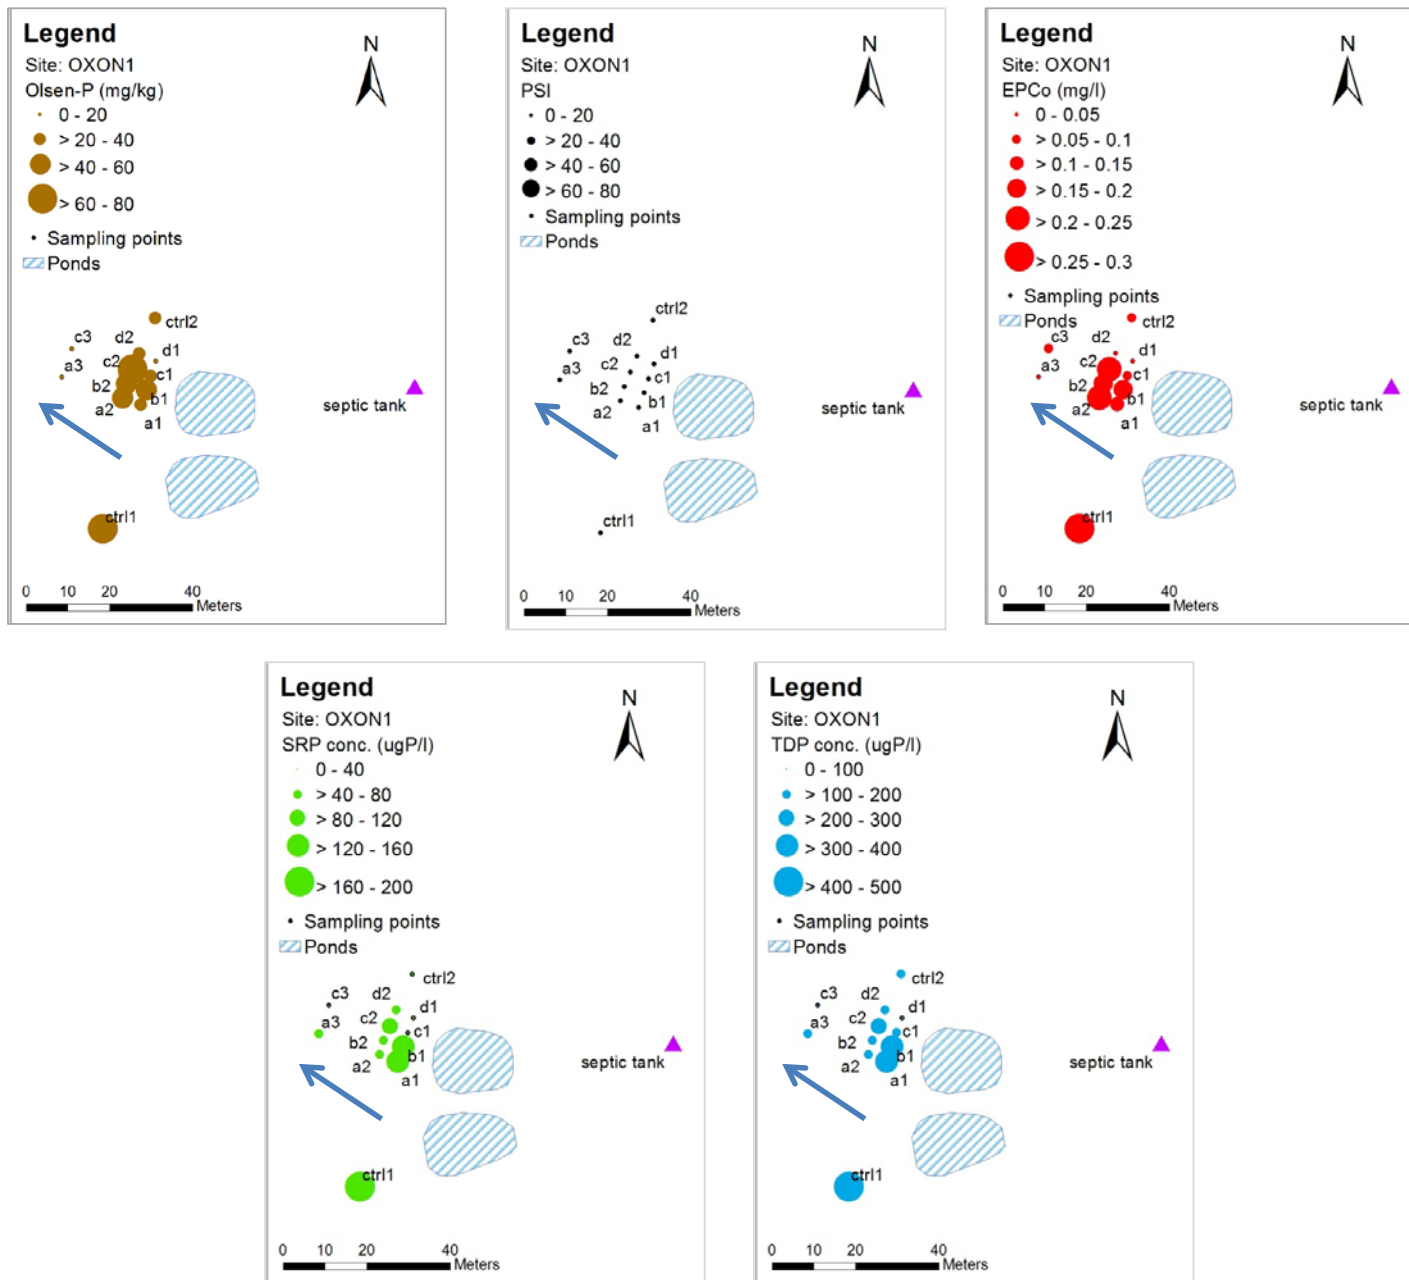 Legend
N
Site: OXON1
Olsen-P (mg/kg)
0 - 20
> 20 - 40
> 40 - 60
> 60 - 80
Sampling points
Ponds
ctrl2
c3
d2
d1
a3
c2
c1
b2
b1
a2
a1
septic tank
ctrl1
0 10 20 40
Meters
Legend
N
Site: OXON1
PSI
0 - 20
> 20 - 40
> 40 - 60
> 60 - 80
Sampling points
Ponds
ctrl2
c3
d2
d1
a3
c2
c1
b2
b1
a2
a1
septic tank
ctrl1
0 10 20 40
Meters
Legend
N
Site: OXON1
EPCo (mg/l)
0 - 0.05
> 0.05 - 0.1
> 0.1 - 0.15
> 0.15 - 0.2
> 0.2 - 0.25
> 0.25 - 0.3
Sampling points
Ponds
ctrl2
c3
d2
d1
a3
c2
c1
b2
b1
a2
a1
septic tank
ctrl1
0 10 20 40
Meters
Legend
N
Site: OXON1
SRP conc. (ugP/l)
0 - 40
> 40 - 80
> 80 - 120
> 120 - 160
> 160 - 200
Sampling points
Ponds
ctrl2
c3
d2
d1
a3
c2
c1
b2
b1
a2
a1
septic tank
ctrl1
0 10 20 40
Meters
Legend
N
Site: OXON1
TDP conc. (ugP/l)
0 - 100
> 100 - 200
> 200 - 300
> 300 - 400
> 400 - 500
Sampling points
Ponds
ctrl2
c3
d2
d1
a3
c2
c1
b2
b1
a2
a1
septic tank
ctrl1
0 10 20 40
Meters